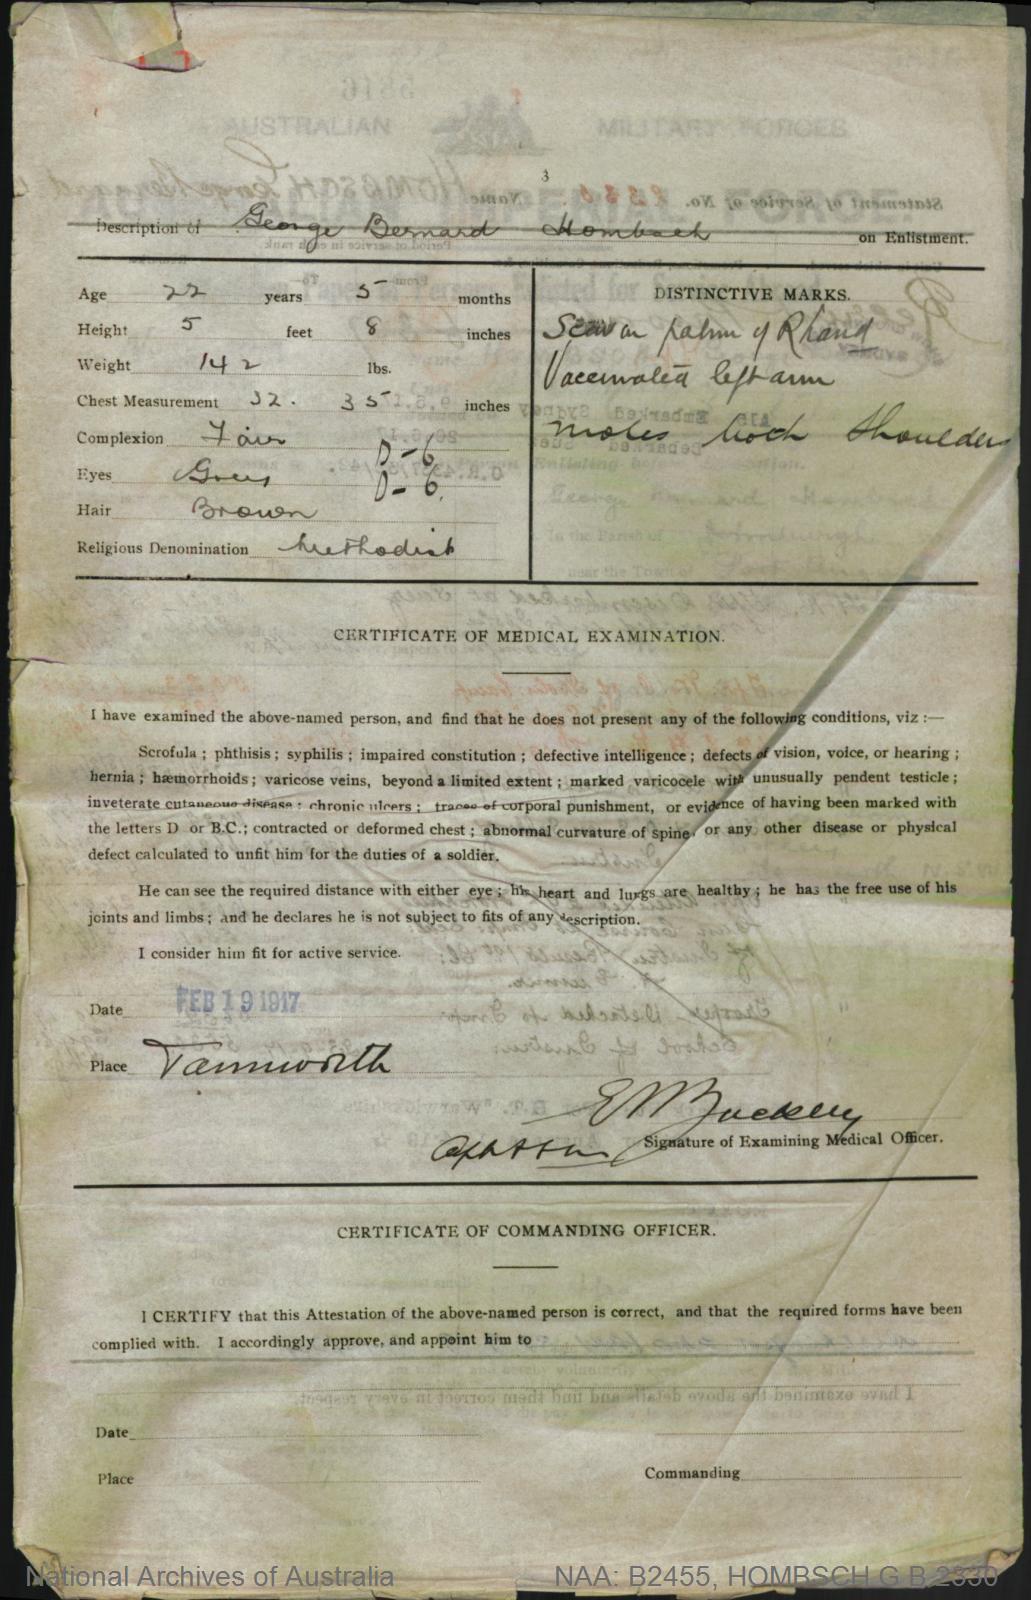 3
Description of George Bernard Hombsch on Enlistment.
Age 22 years 5 months
Height 5 feet 8 inches
Weight 142 lbs.
Chest Measurement 32. 35 inches
Complexion Fair
D-6
Eyes Grey
D-6.
Hair Brown
Religious Denomination Methodist
DISTINCTIVE MARKS.
Scar on palm of R hand
Vaccinated left arm
moles both shoulders
CERTIFICATE OF MEDICAL EXAMINATION.
I have examined the above-named person, and find that he does not present any of the following conditions, viz :—
Scrofula ; phthisis ; syphilis ; impaired constitution ; defective intelligence ; defects of vision, voice, or hearing ;
hernia ; hæmorrhoids ; varicose veins, beyond a limited extent ; marked varicocele with unusually pendent testicle ;
inveterate cutaneous disease ; chronic ulcers ; traces of corporal punishment, or evidence of having been marked with
the letters D or B.C. ; contracted or deformed chest ; abnormal curvature of spine, or any other disease or physical
defect calculated to unfit him for the duties of a soldier.
He can see the required distance with either eye ; his heart and lungs are healthy ; he has the free use of his
joints and limbs ; and he declares he is not subject to fits of any description.
I consider him fit for active service.
Date FEB 19 1917
Place Tamworth
Buckley
Signature of Examining Medical Officer.
CERTIFICATE OF COMMANDING OFFICER.
I CERTIFY that this Attestation of the above-named person is correct, and that the required forms have been
complied with. I accordingly approve, and appoint him to
Date
Place
Commanding
National Archives of Australia NAA: B2455, HOMBSCH G B 2330